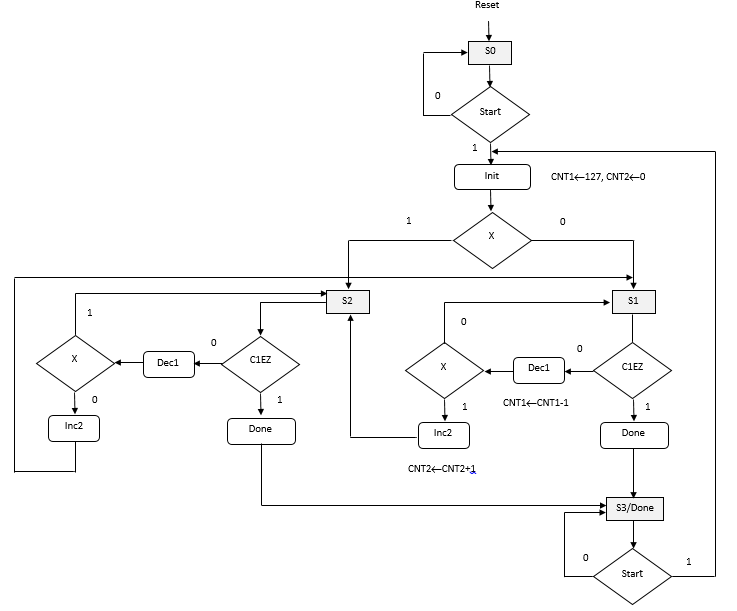 Reset
S0
0
Start
1
Init
CNT1←127, CNT2←0
1
X
0
S2
S1
1
0
X
Dec1
0
C1EZ
X
Dec1
0
C1EZ
0
1
CNT1←CNT1-1
1
1
Inc2
Done
Inc2
Done
CNT2←CNT2+1
S3/Done
0
Start
1